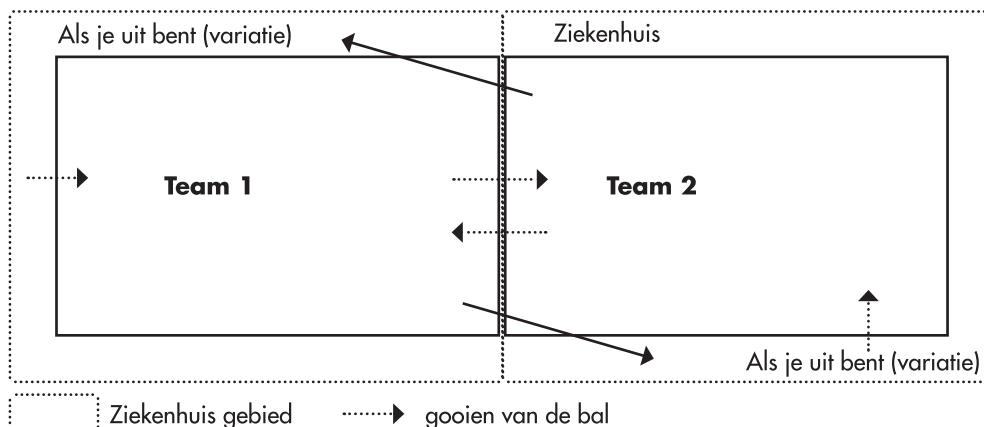 Als je uit bent (variatie)
Ziekenhuis
Team 1
Team 2
Als je uit bent (variatie)
Ziekenhuis gebied
gooien van de bal